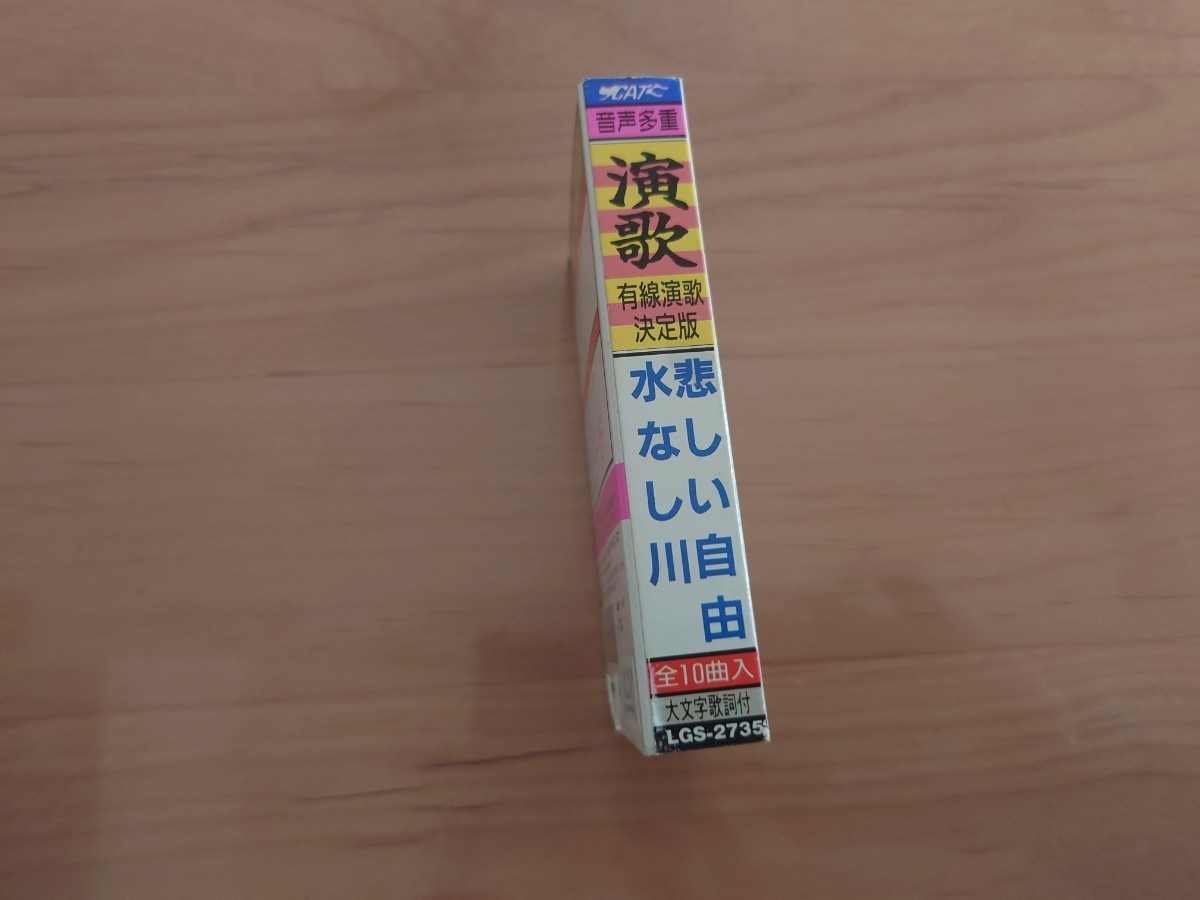 音声多重
演歌
有線演歌
決定版
悲しい自由
水なし川
全10曲入
大文字歌詞付
LGS-2735